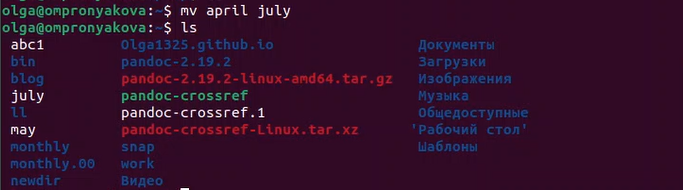 olga@ompronyakova:~$ mv april july
olga@ompronyakova:~$ ls
abc1 Olga1325.github.io Документы
bin pandoc-2.19.2 Загрузки
blog pandoc-2.19.2-linux-amd64.tar.gz Изображения
july pandoc-crossref Музыка
ll pandoc-crossref.1 Общедоступные
may pandoc-crossref-Linux.tar.xz 'Рабочий стол'
monthly snap Шаблоны
monthly.00 work
newdir Видео